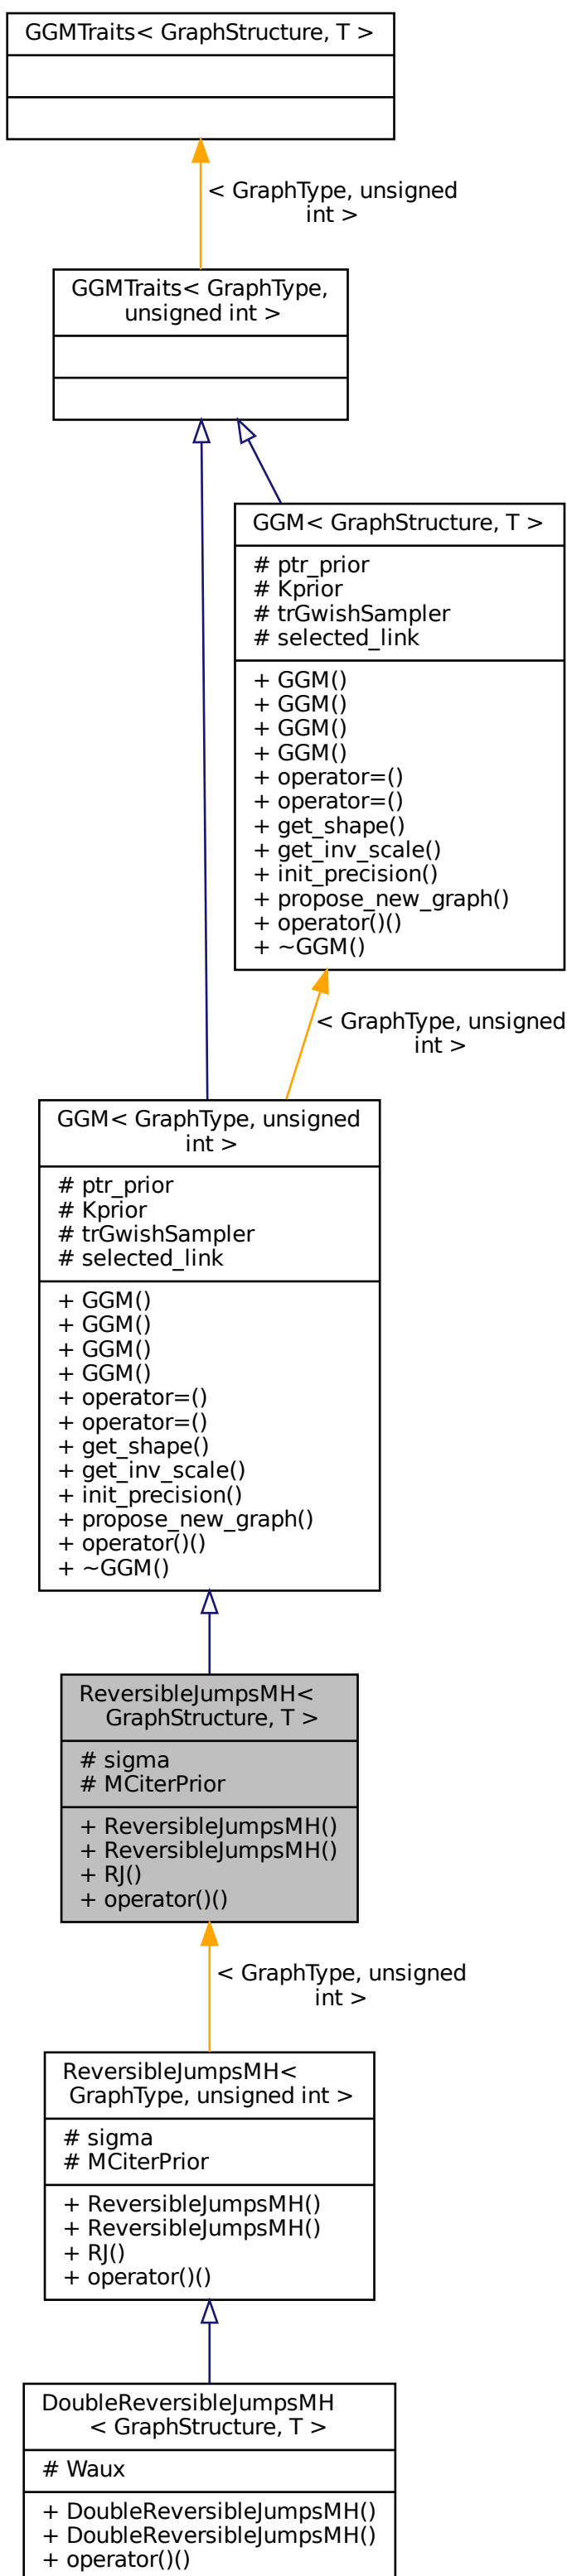 GGMTraits< GraphStructure, T >
< GraphType, unsigned
int >
GGMTraits< GraphType,
unsigned int >
GGM< GraphStructure, T >
# ptr_prior
# Kprior
# trGwishSampler
# selected_link
+ GGM()
+ GGM()
+ GGM()
+ GGM()
+ operator=()
+ operator=()
+ get_shape()
+ get_inv_scale()
+ init_precision()
+ propose_new_graph()
+ operator()()
+ ~GGM()
< GraphType, unsigned
int >
GGM< GraphType, unsigned
int >
# ptr_prior
# Kprior
# trGwishSampler
# selected_link
+ GGM()
+ GGM()
+ GGM()
+ GGM()
+ operator=()
+ operator=()
+ get_shape()
+ get_inv_scale()
+ init_precision()
+ propose_new_graph()
+ operator()()
+ ~GGM()
ReversibleJumpsMH<
GraphStructure, T >
# sigma
# MCiterPrior
+ ReversibleJumpsMH()
+ ReversibleJumpsMH()
+ RJ()
+ operator()()
< GraphType, unsigned
int >
ReversibleJumpsMH<
GraphType, unsigned int >
# sigma
# MCiterPrior
+ ReversibleJumpsMH()
+ ReversibleJumpsMH()
+ RJ()
+ operator()()
DoubleReversibleJumpsMH
< GraphStructure, T >
# Waux
+ DoubleReversibleJumpsMH()
+ DoubleReversibleJumpsMH()
+ operator()()